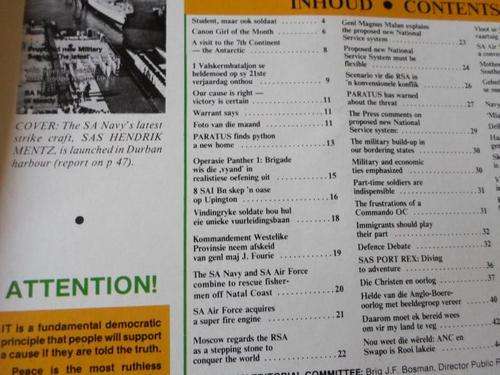 INHOUD • CONTENTS
Proposed new Military
COVER: The SA Navy's latest
strike craft, SAS HENDRIK
MENTZ, is launched in Durban
harbour (report on p 47).
ATTENTION!
IT is a fundamental democratic
principle that people will support
a cause if they are told the truth.
Peace is the most ruthless
Student, maar ook soldaat 4
Canon Girl of the Month 6
A visit to the 7th Continent
— the Antarctic 8
1 Valskermbataljon se
heldemoed op sy 21ste
verjaardag onthou 9
Our cause is right —
victory is certain 11
Warrant says 11
Foto van die maand 11
PARATUS finds python
a new home 13
Operasie Panther 1: Brigade
wis die ‚vyand' in
realistiese oefening uit 15
8 SAI Bn skep 'n oase
op Upington 16
Vindingryke soldate bou hul
eie unieke vuurleidingsbaan 18
Kommandement Westelike
Provinsie neem afskeid
van genl maj J. Fourie 19
The SA Navy and SA Air Force
combine to rescue fisher-
men off Natal Coast 20
SA Air Force acquires
a super fire engine 21
Moscow regards the RSA
as a stepping stone to
conquer the world 22
Genl Magnus Malan explains
the proposed new National
Service system 23
Proposed new National
Service System must be
flexible 24
Scenario vir die RSA in
'n konvensionele konflik 26
PARATUS has warned
about the threat 27
The Press comments on
proposed new National
Service system: 29
The military build-up in
our bordering states 30
Military and economic
ties emphasized 30
Part-time soldiers are
indispensible 31
The frustrations of a
Commando OC 31
Immigrants should play
their part 32
Defence Debate 32
SAS PORT REX: Diving
to adventure 36
Die Christen en oorlog 37
Helde van die Anglo-Boere-
oorlog met beeldgroep vereer 40
Daarom moet ek bereid wees
om vir my land te veg 42
Nou weet die wêreld: ANC en
Swapo is Rooi lakeie
EDITORIAL COMMITTEE: Brig J.F. Bosman, Director Public